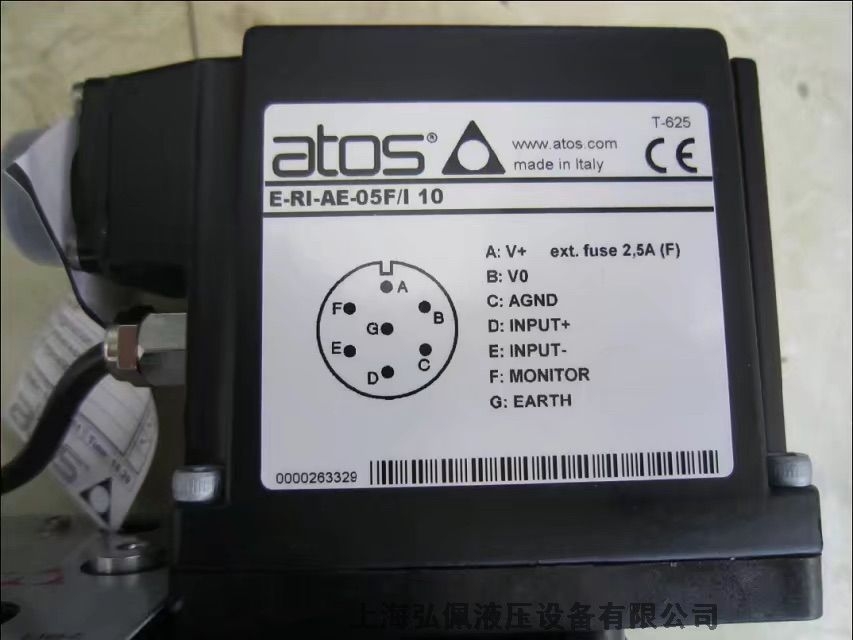 T-625
atos®
www.atos.com
made in Italy
CE
E-RI-AE-05F/I 10
A: V+ ext. fuse 2,5A (F)
B: V0
C: AGND
D: INPUT+
E: INPUT-
F: MONITOR
G: EARTH
A
F
B
G
E
C
D
0000263329
上海弘佩液压设备有限公司